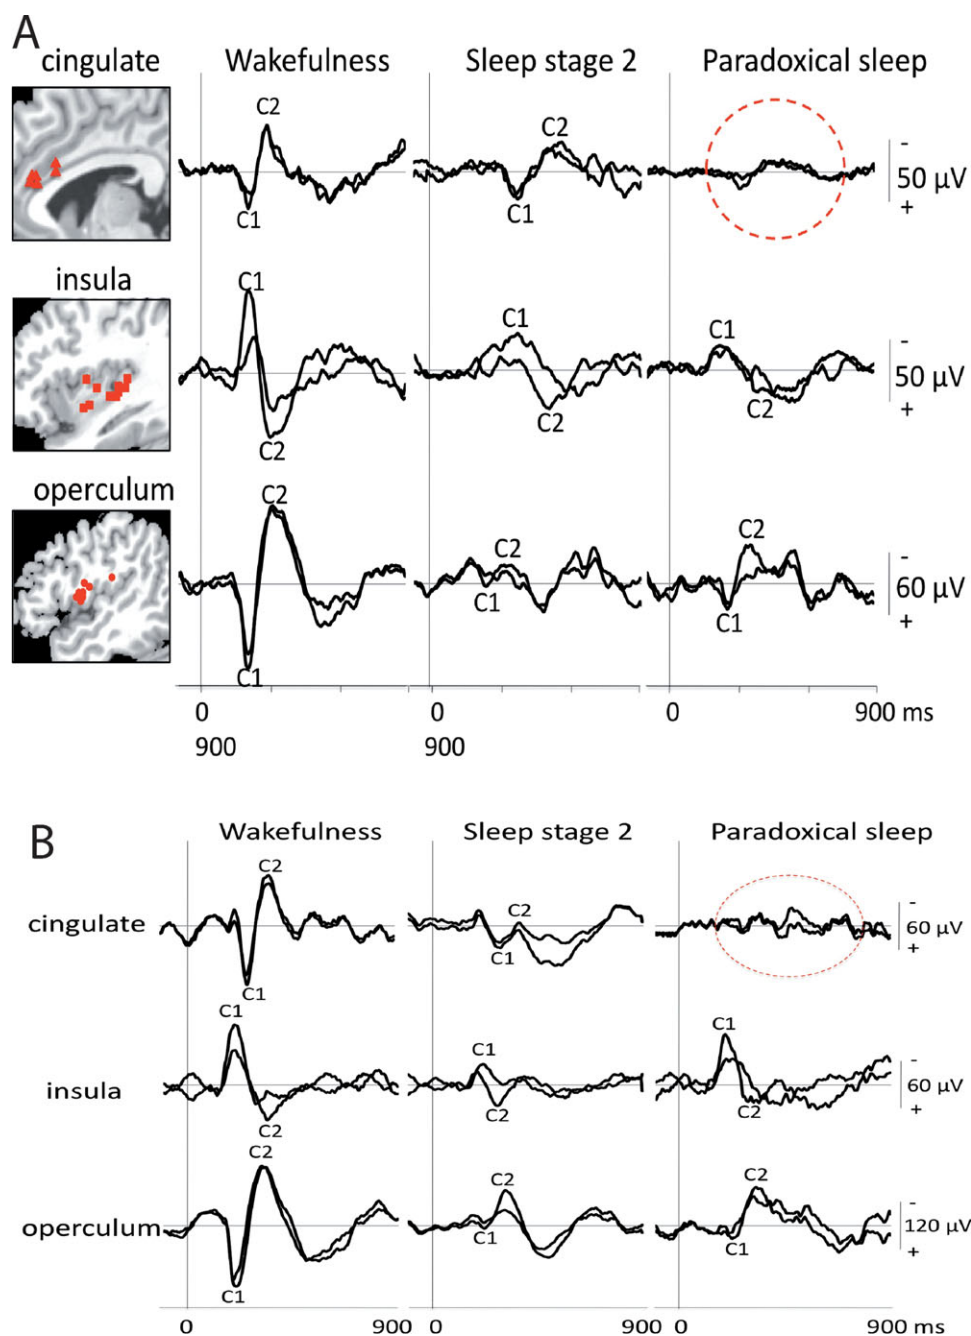 A
cingulate Wakefulness Sleep stage 2 Paradoxical sleep
C2 C2
-
50 µV
+
C1 C1
insula
C1 C1 C1
-
50 µV
+
C2 C2 C2
operculum
C2 C2 C2
-
60 µV
+
C1 C1 C1
0 0 0 900 ms
900 900
B
Wakefulness Sleep stage 2 Paradoxical sleep
C2 C2
-
cingulate 60 µV
+
C1 C1
C1 C1 C1
-
insula 60 µV
+
C2 C2 C2
C2 C2 C2
-
operculum 120 µV
+
C1 C1 C1
0 900 0 900 0 900 ms